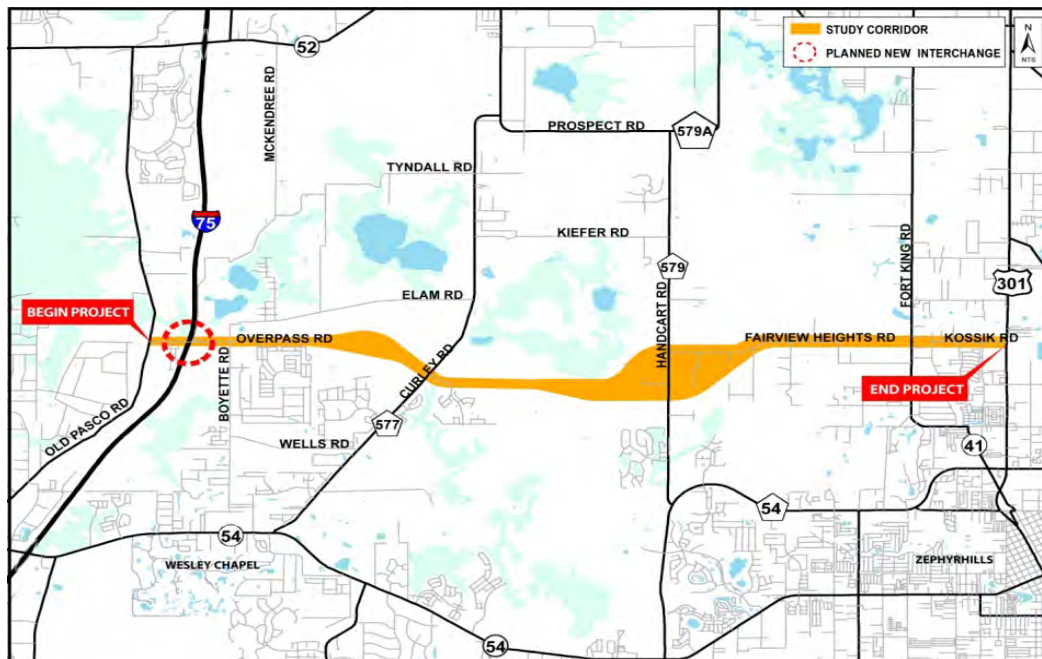 STUDY CORRIDOR
PLANNED NEW INTERCHANGE
N
NTS
52
MCKENDREE RD
PROSPECT RD
579A
TYNDALL RD
75
KIEFER RD
579
FORT KING RD
301
ELAM RD
BEGIN PROJECT
OVERPASS RD
HANDCART RD
FAIRVIEW HEIGHTS RD
KOSSIK RD
BOYETTE RD
CURLEY RD
END PROJECT
OLD PASCO RD
577
WELLS RD
41
54
54
WESLEY CHAPEL
ZEPHYRHILLS
54